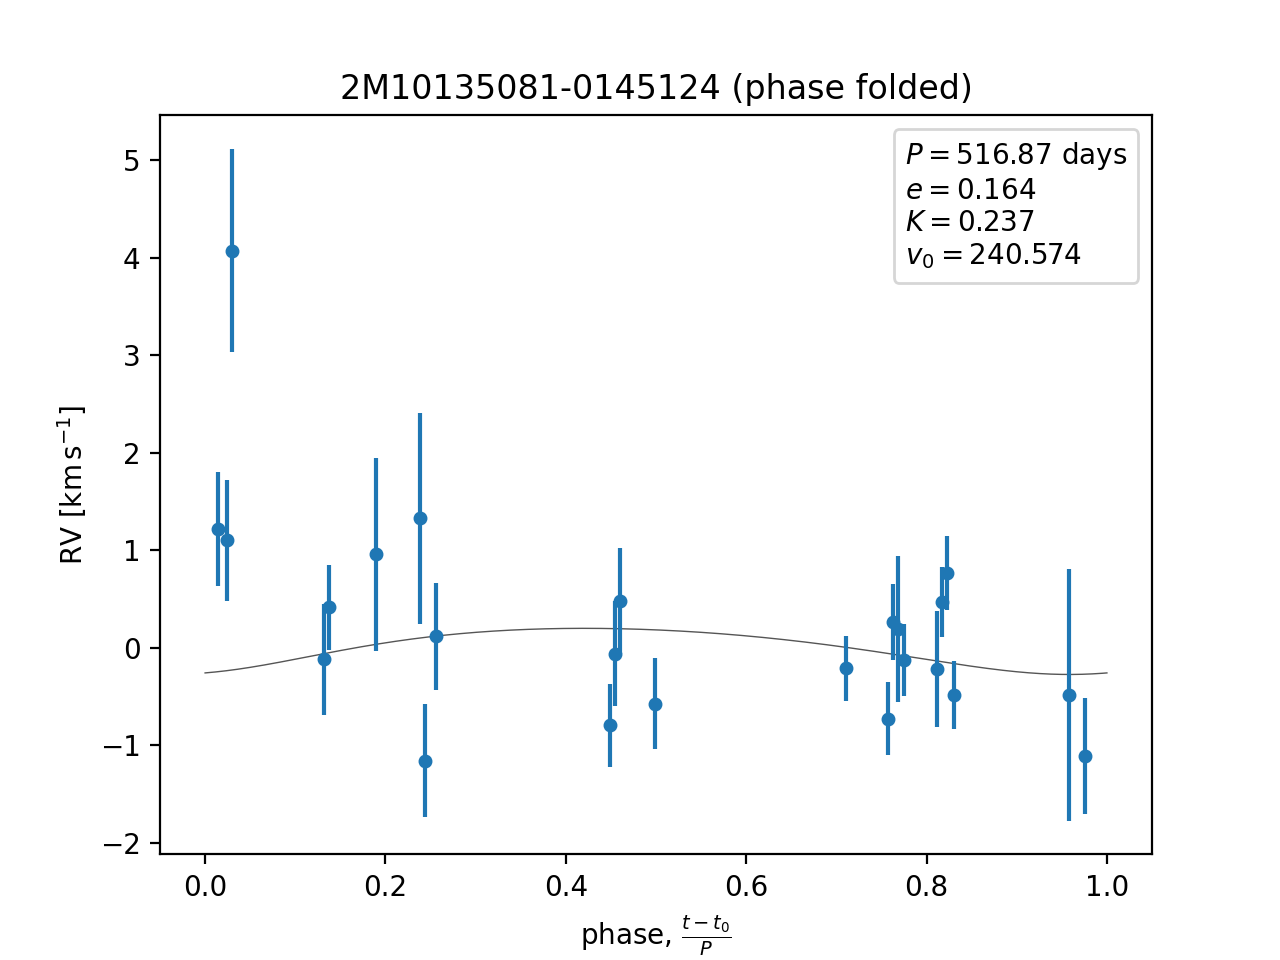 2M10135081-0145124 (phase folded)
P = 516.87 days
e = 0.164
K = 0.237
v₀ = 240.574
RV [km s⁻¹]
5
4
3
2
1
0
−1
−2
0.0 0.2 0.4 0.6 0.8 1.0
phase, (t − t₀)/P